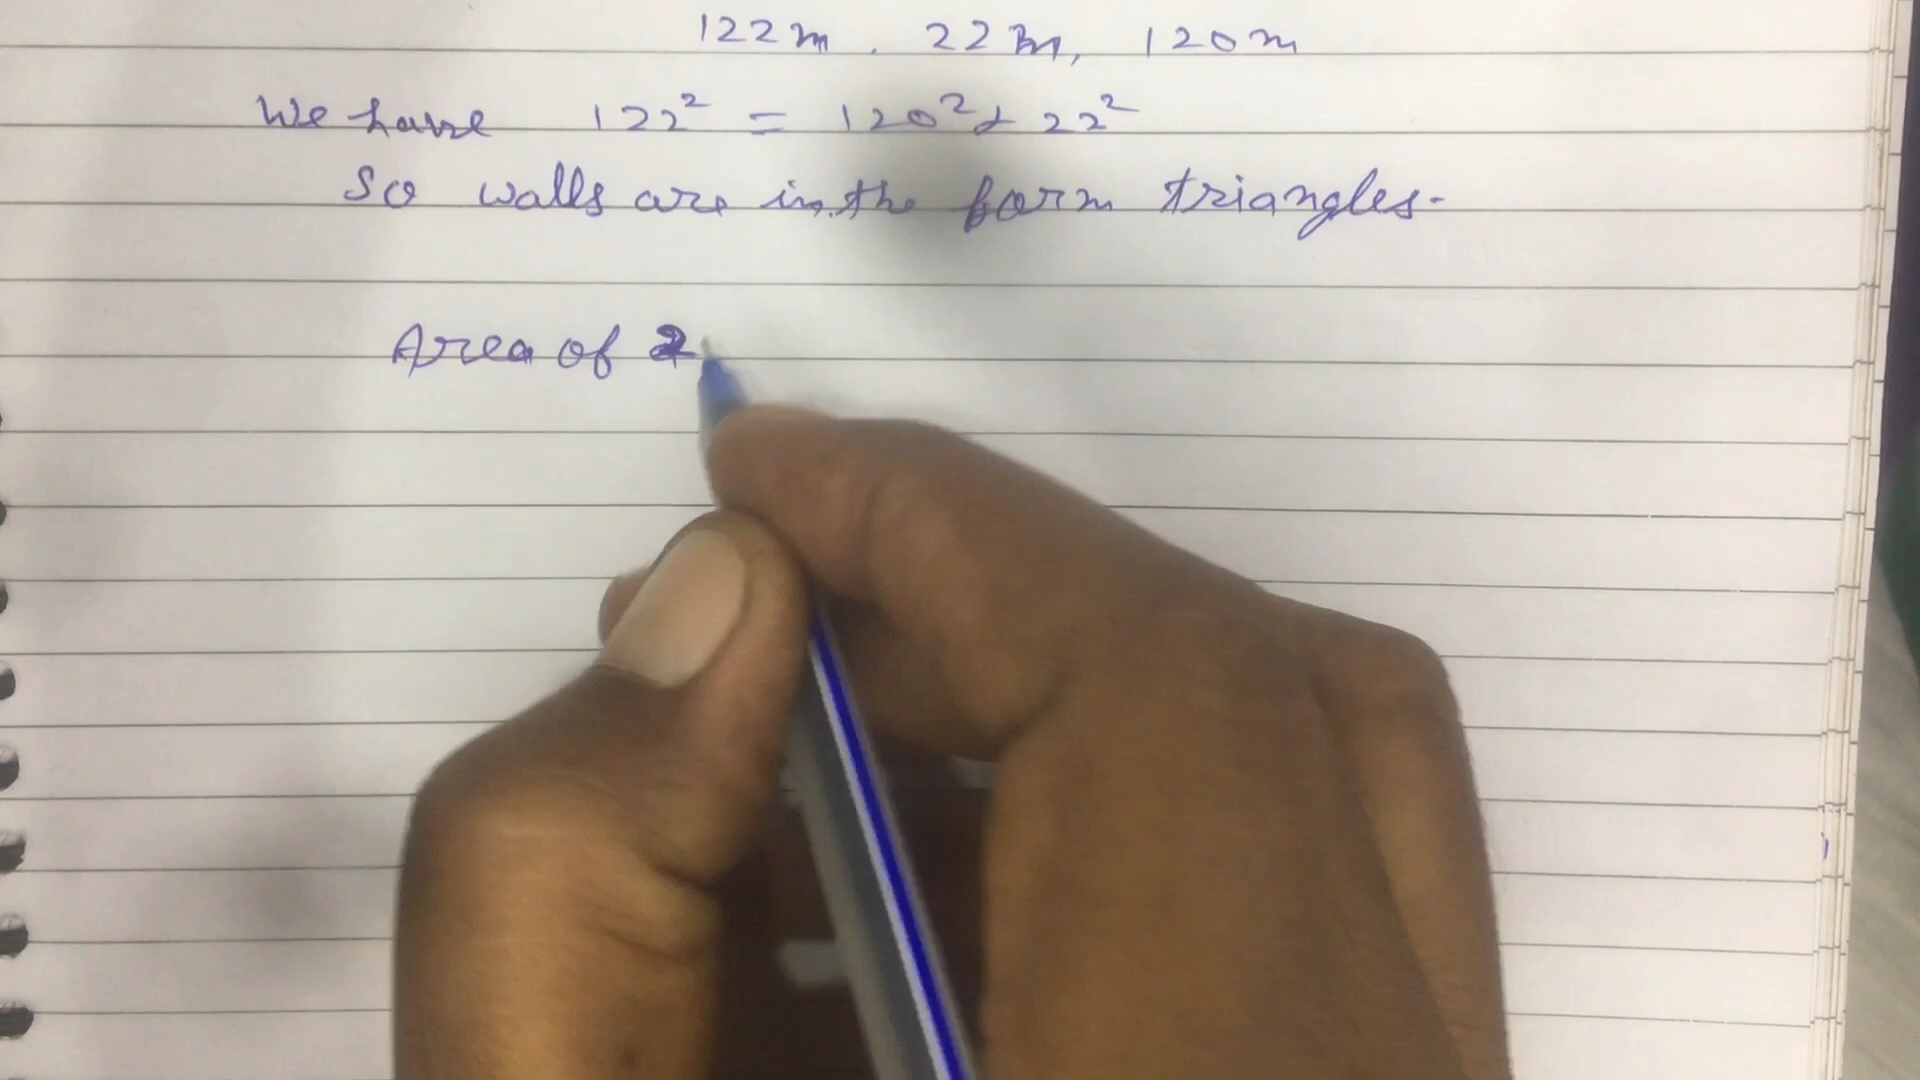 122m, 22m, 120m
We have 122² = 120² + 22²
So walls are in the form triangles.
Area of